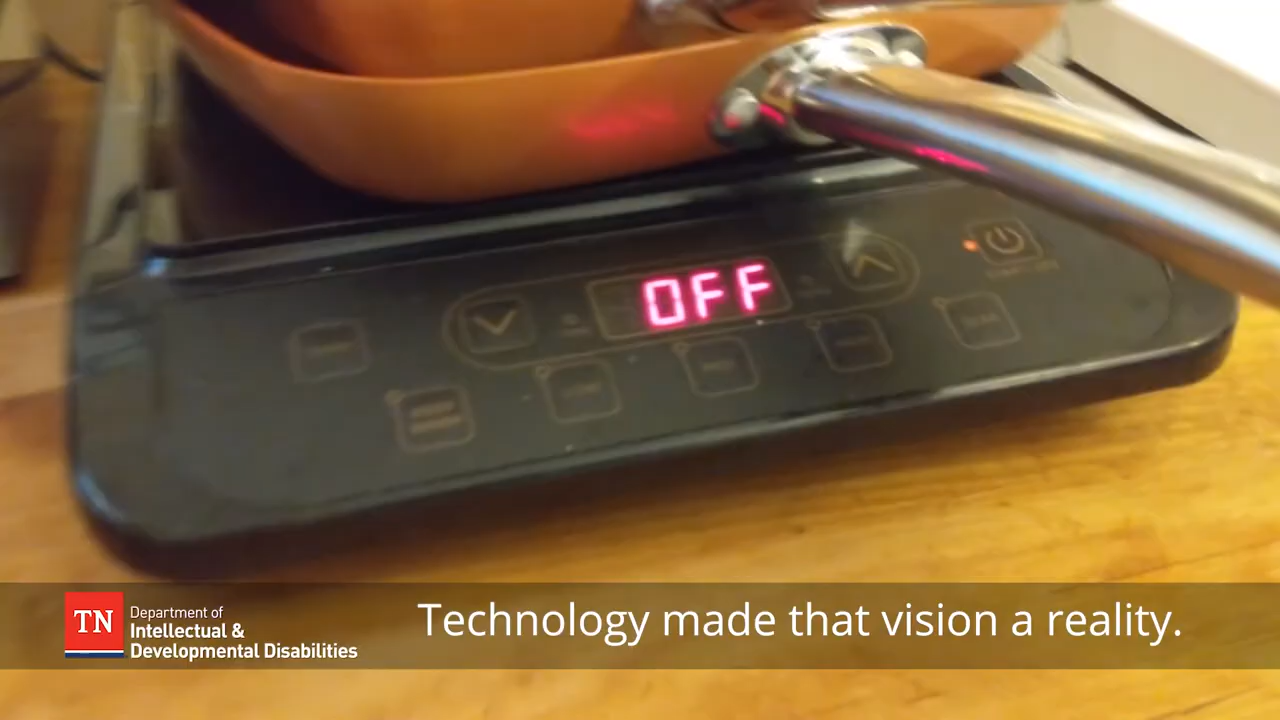 OFF
TN
Department of
Intellectual &
Developmental Disabilities
Technology made that vision a reality.